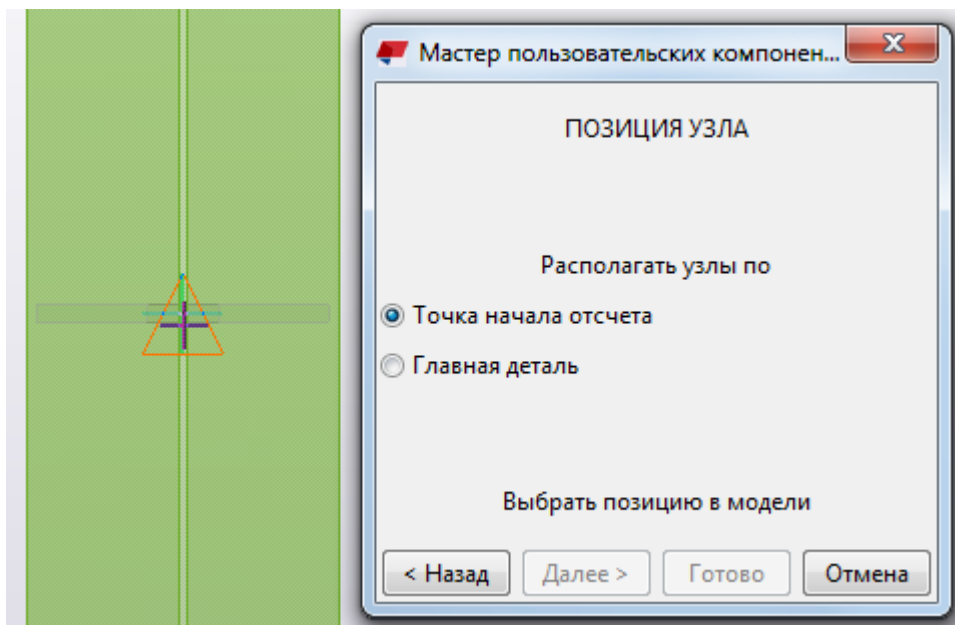 Мастер пользовательских компонен...
ПОЗИЦИЯ УЗЛА
Располагать узлы по
Точка начала отсчета
Главная деталь
Выбрать позицию в модели
< Назад Далее > Готово Отмена